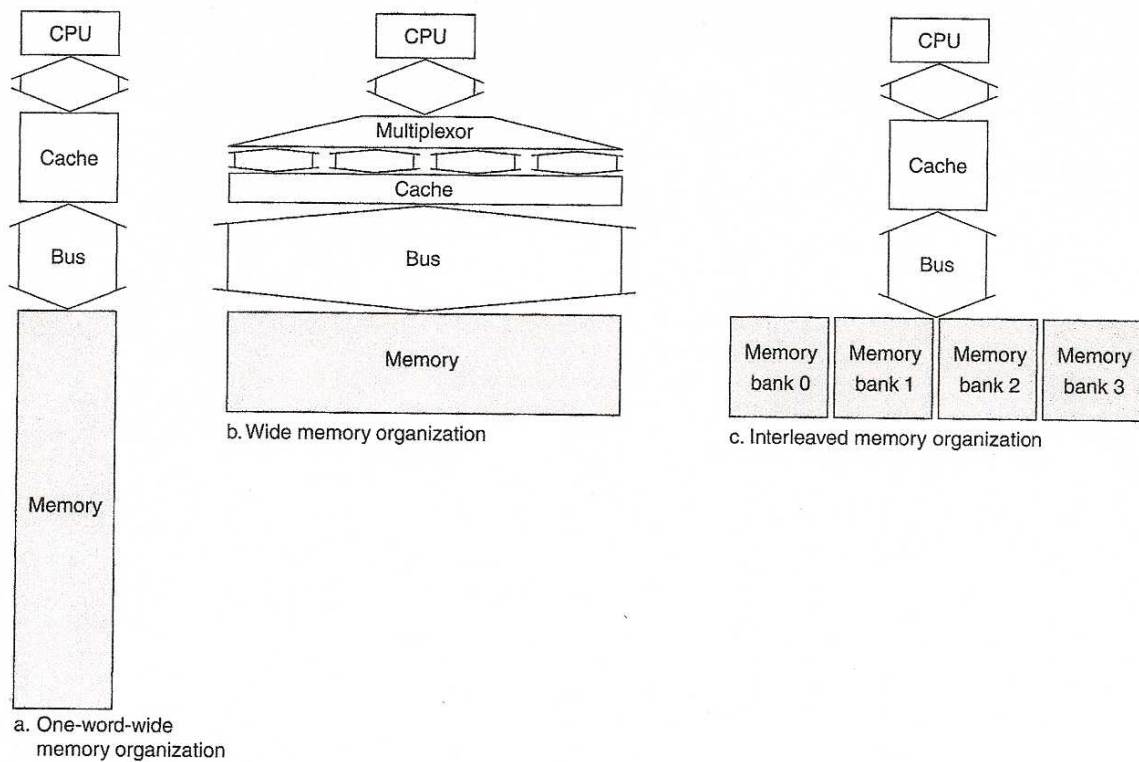 CPU
Cache
Bus
Memory
a. One-word-wide
memory organization
CPU
Multiplexor
Cache
Bus
Memory
b. Wide memory organization
CPU
Cache
Bus
Memory
bank 0
Memory
bank 1
Memory
bank 2
Memory
bank 3
c. Interleaved memory organization